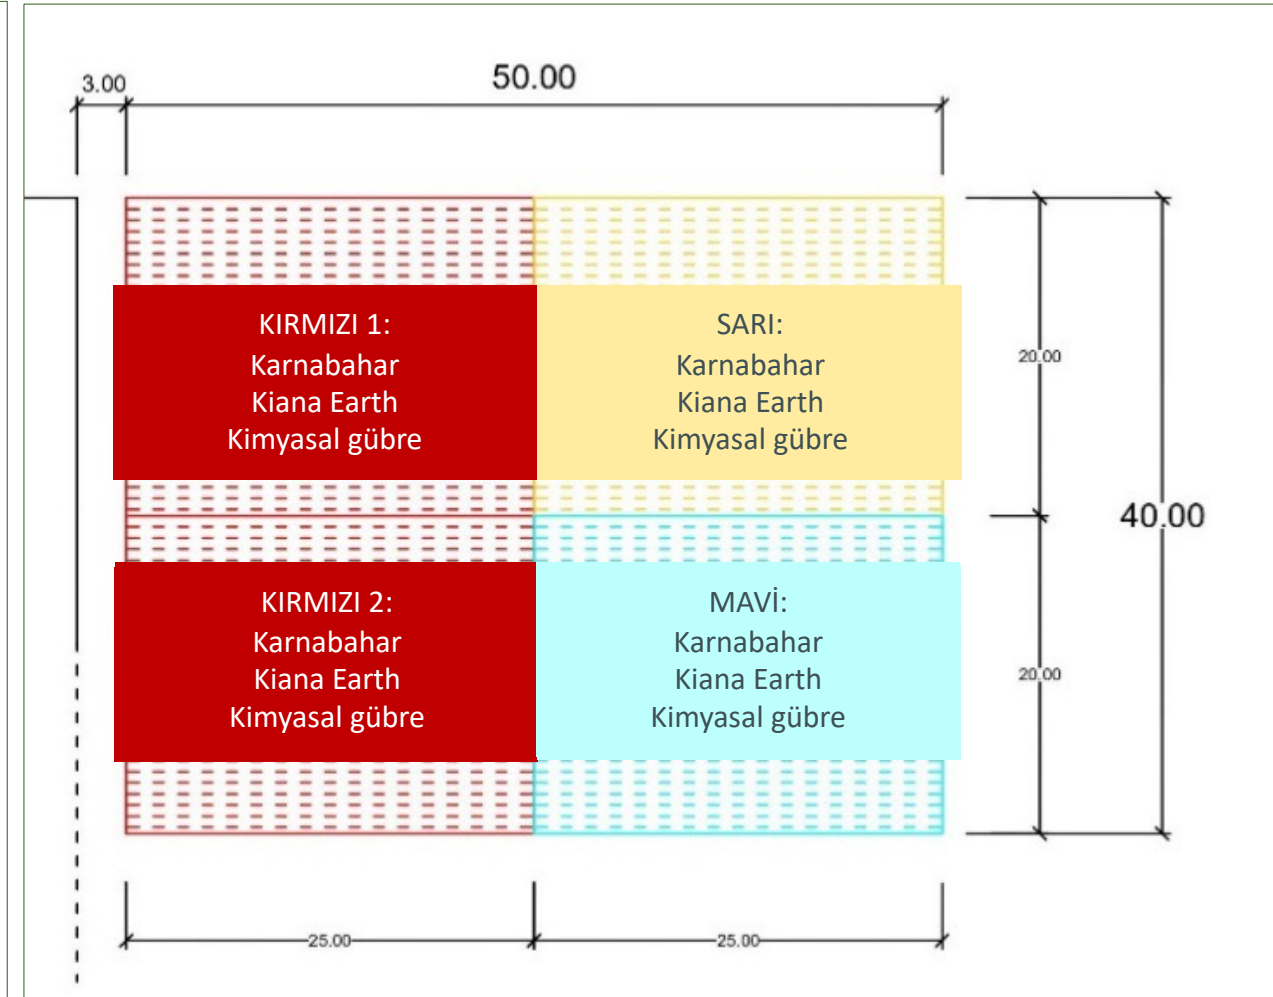 3.00
50.00
KIRMIZI 1:
Karnabahar
Kiana Earth
Kimyasal gübre
SARI:
Karnabahar
Kiana Earth
Kimyasal gübre
20.00
40.00
KIRMIZI 2:
Karnabahar
Kiana Earth
Kimyasal gübre
MAVİ:
Karnabahar
Kiana Earth
Kimyasal gübre
20.00
25.00
25.00